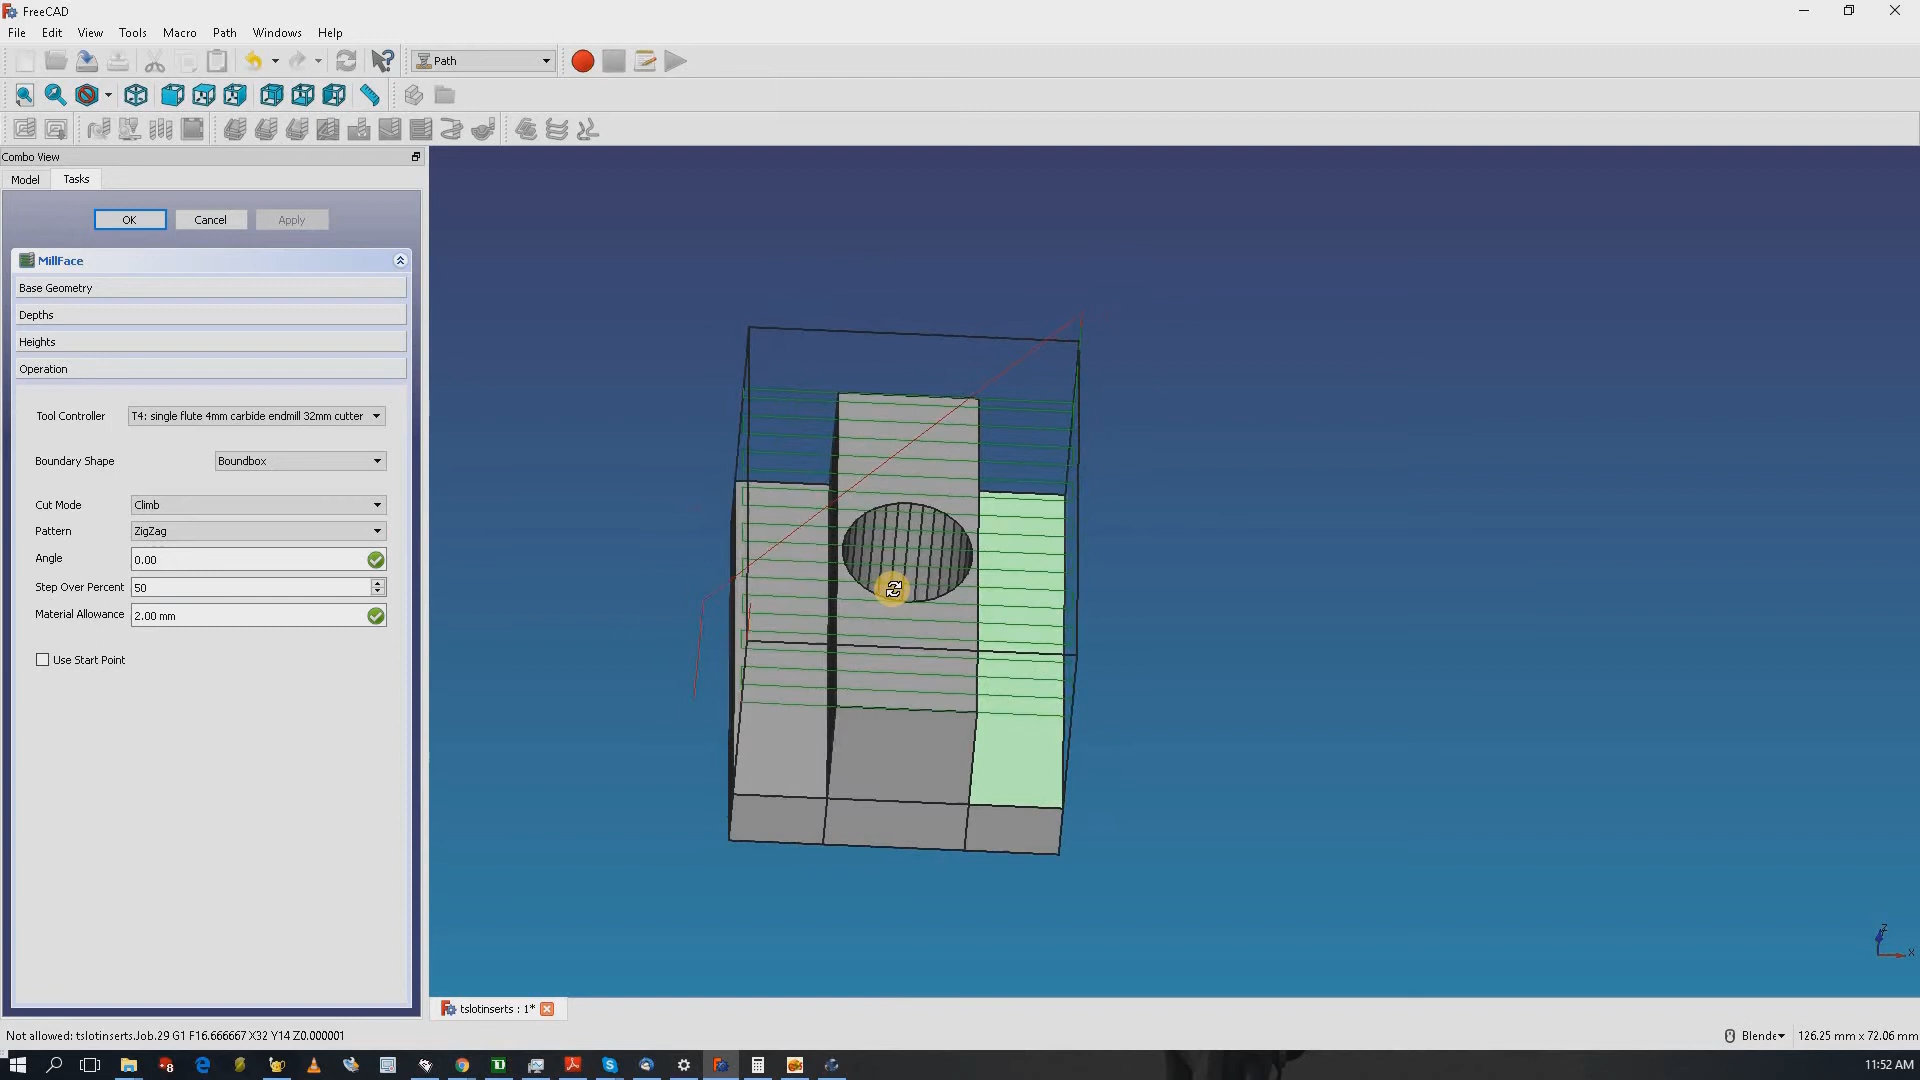 FreeCAD
File Edit View Tools Macro Path Windows Help
Path
Combo View
Model Tasks
OK Cancel Apply
MillFace
Base Geometry
Depths
Heights
Operation
Tool Controller T4: single flute 4mm carbide endmill 32mm cutter
Boundary Shape Boundbox
Cut Mode Climb
Pattern ZigZag
Angle 0.00
Step Over Percent 50
Material Allowance 2.00 mm
Use Start Point
Z
X
tslotinserts : 1*
Not allowed: tslotinserts.Job.29 G1 F16.666667 X32 Y14 Z0.000001 Blende 126.25 mm x 72.06 mm
8
11:52 AM